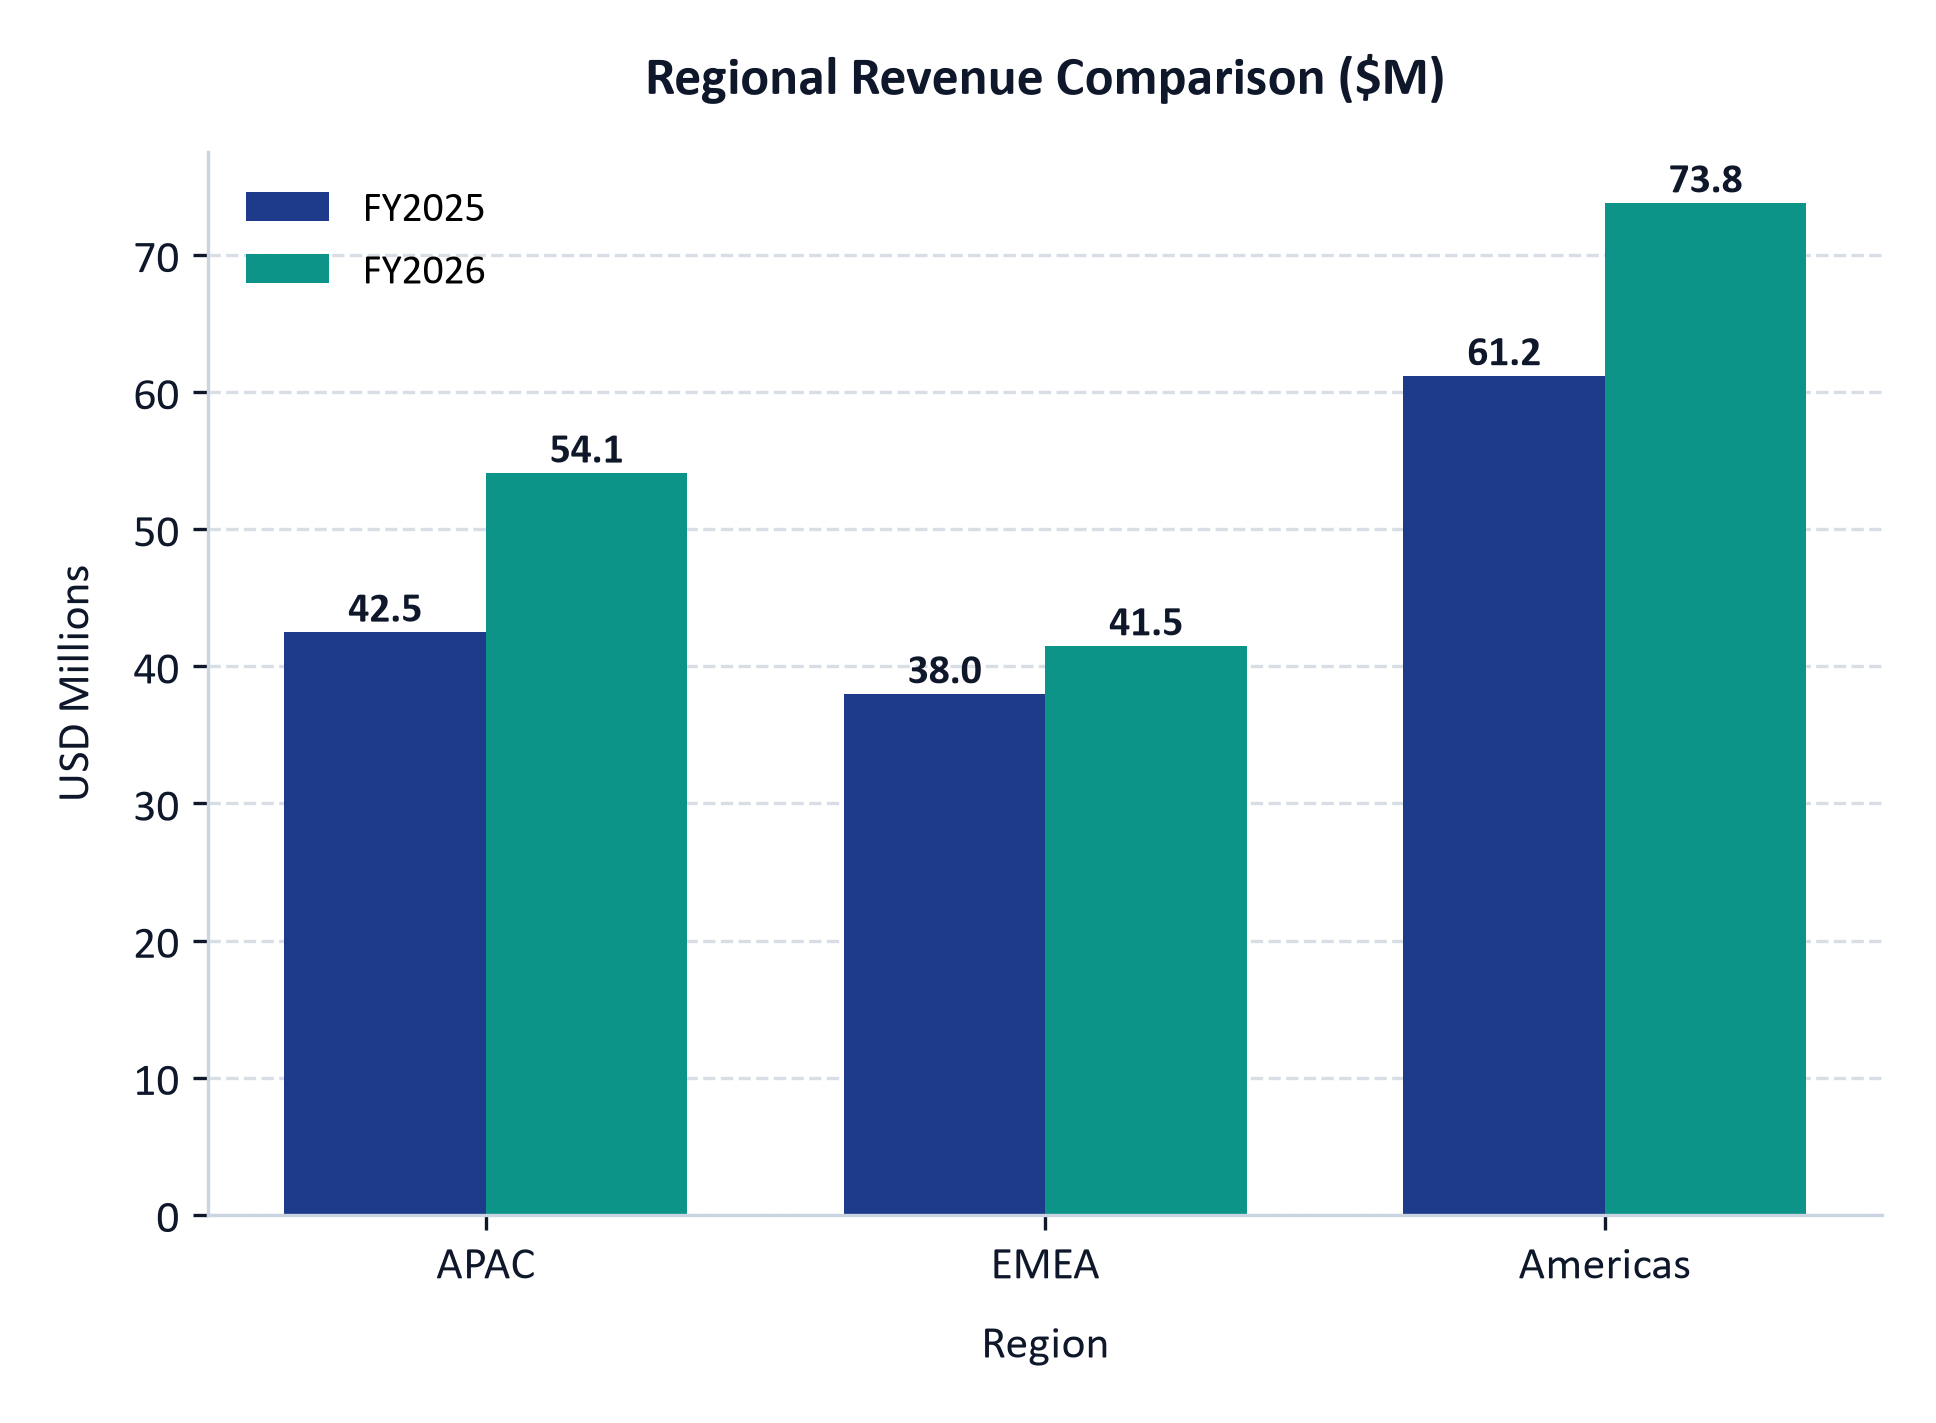 Regional Revenue Comparison ($M)
FY2025
FY2026
USD Millions
70
60
50
40
30
20
10
0
42.5
54.1
38.0
41.5
61.2
73.8
APAC
EMEA
Americas
Region